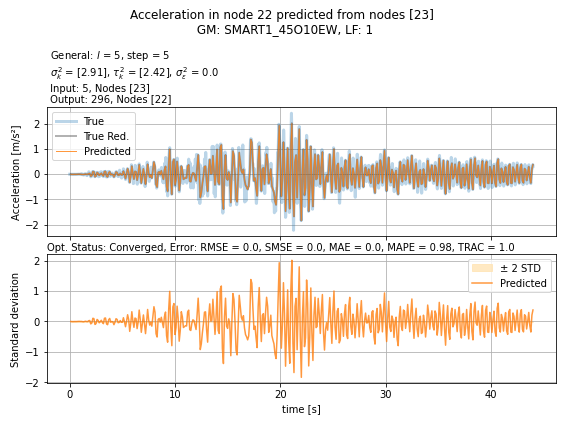 Acceleration in node 22 predicted from nodes [23]
GM: SMART1_45O10EW, LF: 1
General: l = 5, step = 5
σ²ₖ = [2.91], τ²ₖ = [2.42], σ²ε = 0.0
Input: 5, Nodes [23]
Output: 296, Nodes [22]
Acceleration [m/s²]
2
1
0
−1
−2
True
True Red.
Predicted
Opt. Status: Converged, Error: RMSE = 0.0, SMSE = 0.0, MAE = 0.0, MAPE = 0.98, TRAC = 1.0
Standard deviation
2
1
0
−1
−2
± 2 STD
Predicted
0 10 20 30 40
time [s]